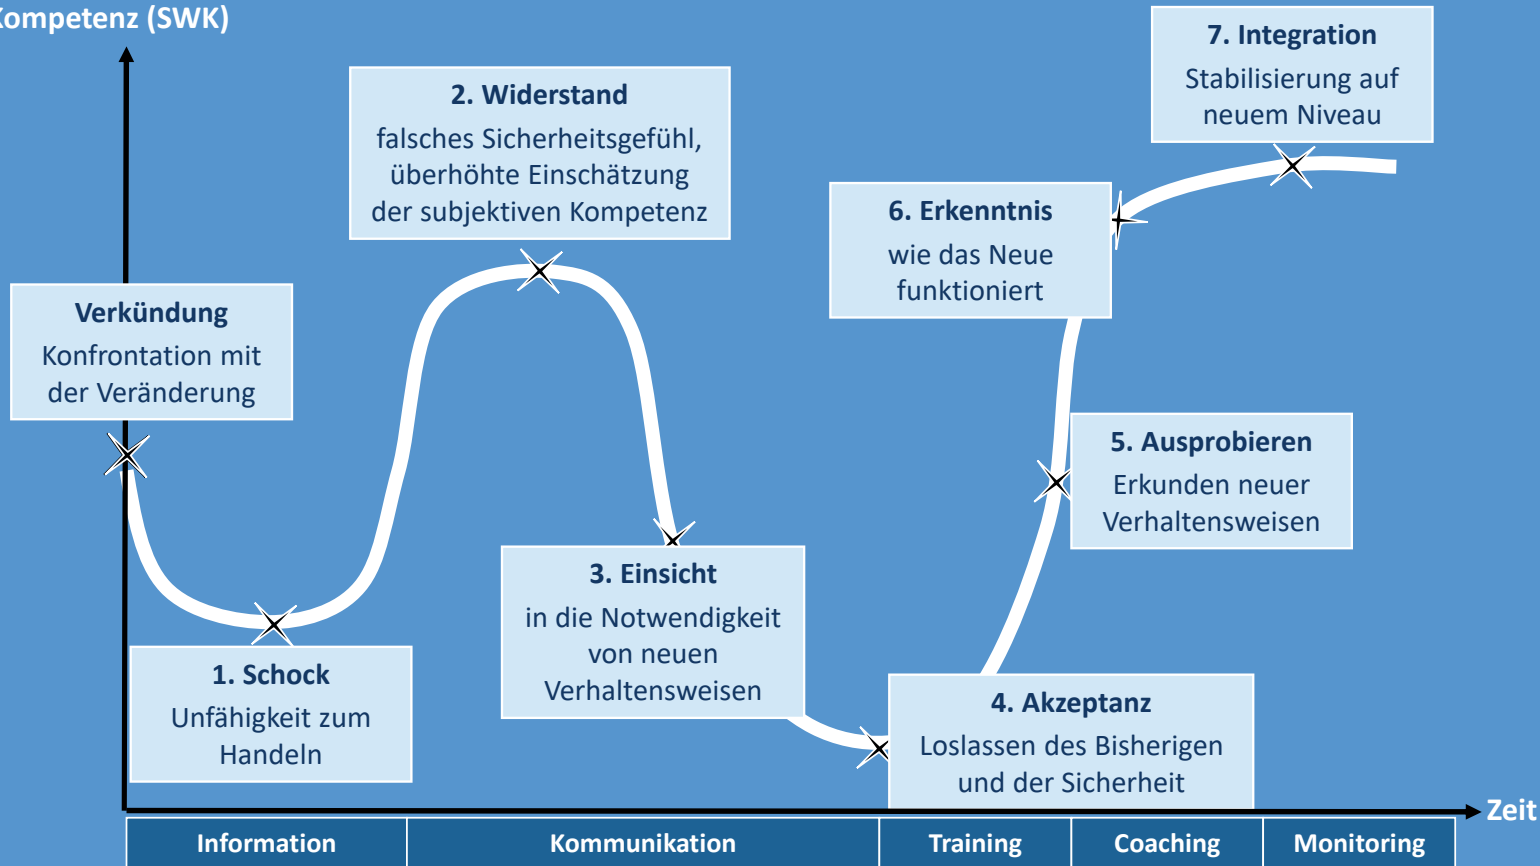 Kompetenz (SWK)
7. Integration
Stabilisierung auf
neuem Niveau
2. Widerstand
falsches Sicherheitsgefühl,
überhöhte Einschätzung
der subjektiven Kompetenz
6. Erkenntnis
wie das Neue
funktioniert
Verkündung
Konfrontation mit
der Veränderung
5. Ausprobieren
Erkunden neuer
Verhaltensweisen
3. Einsicht
in die Notwendigkeit
von neuen
Verhaltensweisen
1. Schock
Unfähigkeit zum
Handeln
4. Akzeptanz
Loslassen des Bisherigen
und der Sicherheit
Zeit
Information Kommunikation Training Coaching Monitoring